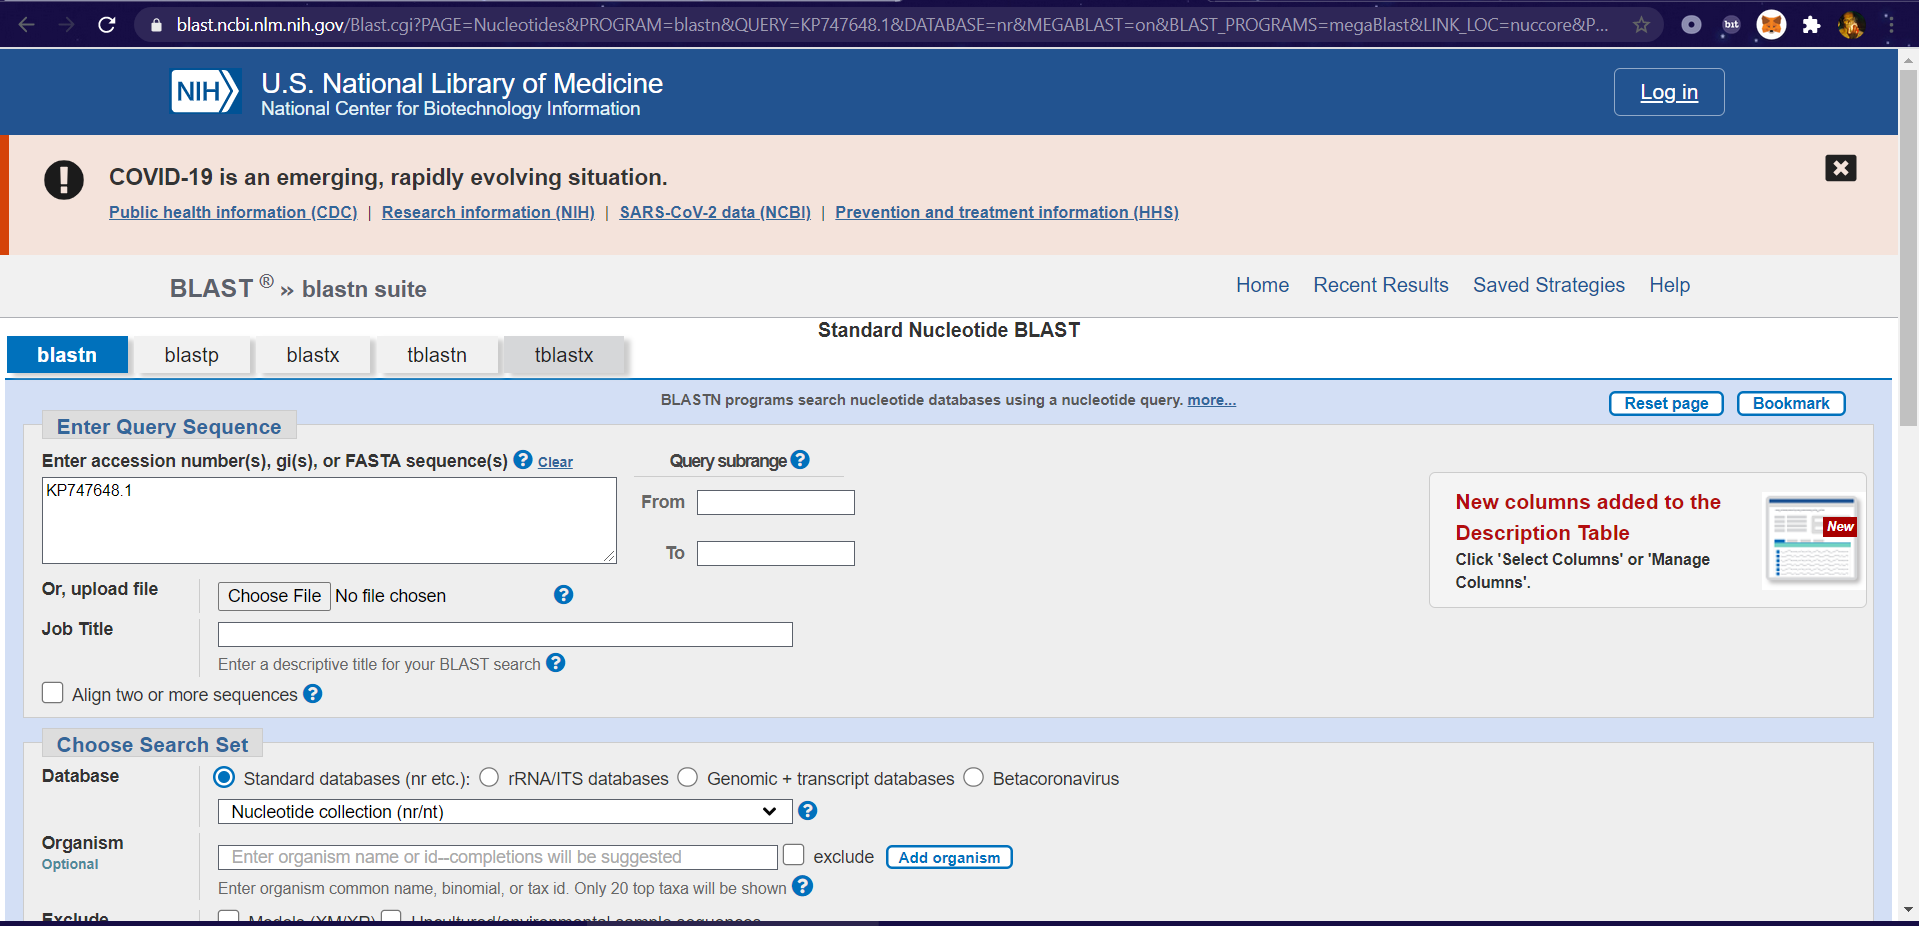 blast.ncbi.nlm.nih.gov/Blast.cgi?PAGE=Nucleotides&PROGRAM=blastn&QUERY=KP747648.1&DATABASE=nr&MEGABLAST=on&BLAST_PROGRAMS=megaBlast&LINK_LOC=nuccore&P...
bit
NIH
U.S. National Library of Medicine
National Center for Biotechnology Information
Log in
COVID-19 is an emerging, rapidly evolving situation.
Public health information (CDC) | Research information (NIH) | SARS-CoV-2 data (NCBI) | Prevention and treatment information (HHS)
BLAST ® » blastn suite
Home Recent Results Saved Strategies Help
Standard Nucleotide BLAST
blastn blastp blastx tblastn tblastx
BLASTN programs search nucleotide databases using a nucleotide query. more...
Reset page Bookmark
Enter Query Sequence
Enter accession number(s), gi(s), or FASTA sequence(s) ? Clear
Query subrange ?
KP747648.1
From
To
New columns added to the
Description Table
Click 'Select Columns' or 'Manage
Columns'.
New
Or, upload file
Choose File No file chosen ?
Job Title
Enter a descriptive title for your BLAST search ?
Align two or more sequences ?
Choose Search Set
Database
Standard databases (nr etc.): rRNA/ITS databases Genomic + transcript databases Betacoronavirus
Nucleotide collection (nr/nt) ?
Organism
Optional
Enter organism name or id--completions will be suggested
exclude Add organism
Enter organism common name, binomial, or tax id. Only 20 top taxa will be shown ?
Exclude
Models (XM/XP) Uncultured/environmental sample sequences